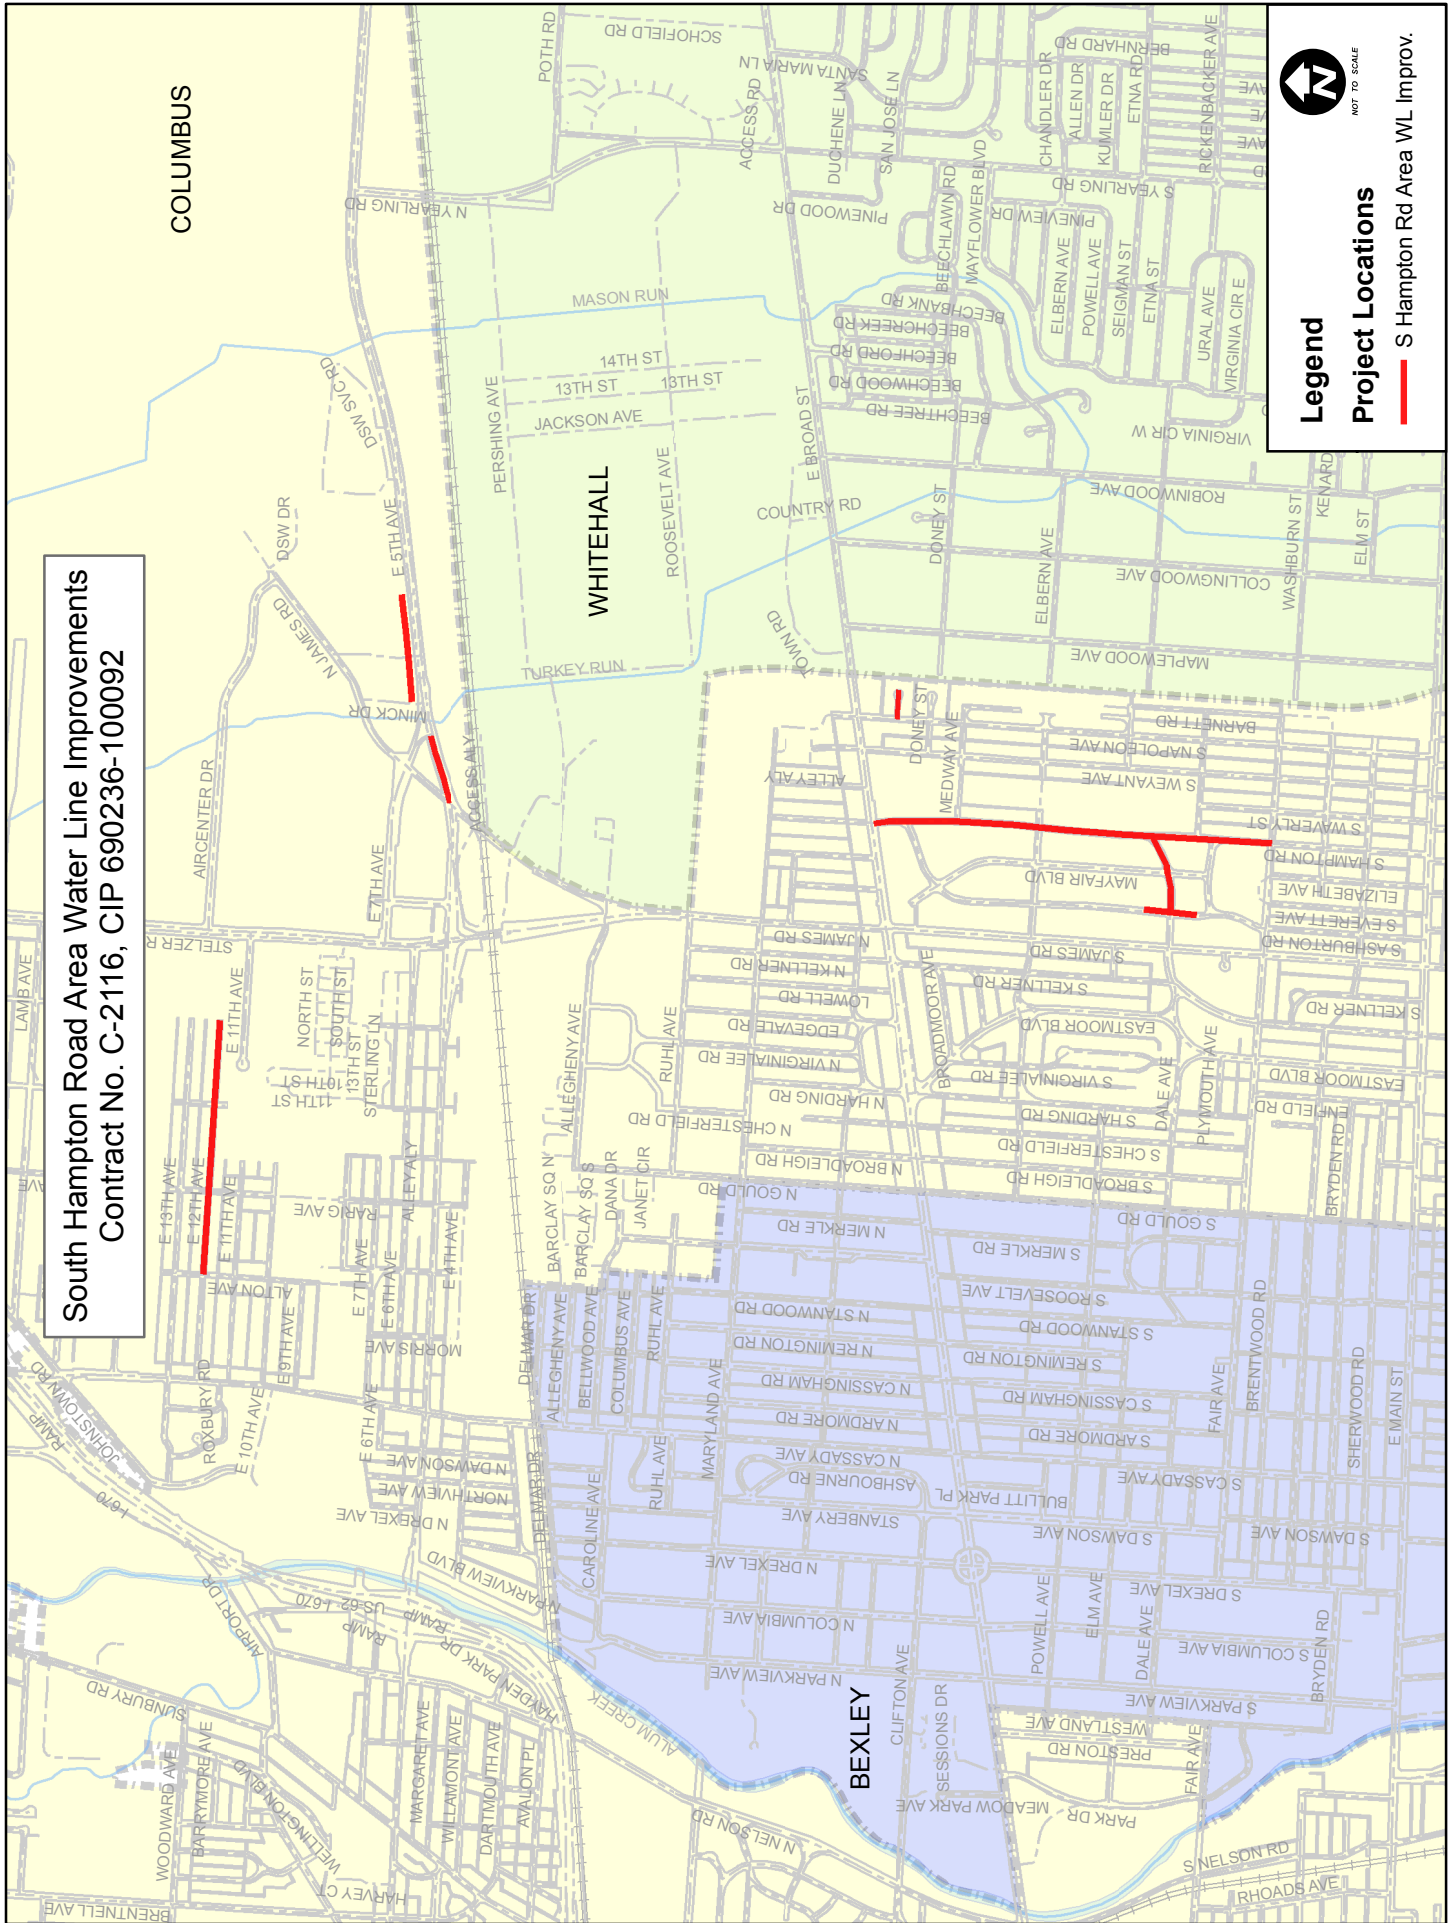 South Hampton Road Area Water Line Improvements
Contract No. C-2116, CIP 690236-100092
COLUMBUS
WHITEHALL
BEXLEY
Legend
Project Locations
S Hampton Rd Area WL Improv.
N
NOT TO SCALE
LAMB AVE
STELZER R
AIRCENTER DR
DSW DR
DSW SVC RD
N JAMES RD
MINCK DR
E 5TH AVE
ACCESS ALY
E 7TH AVE
N YEARLING RD
POTH RD
SCHOFIELD RD
SANTA MARIA LN
ACCESS RD
DUCHENE LN
SAN JOSE LN
PINEWOOD DR
BEECHLAWN RD
MAYFLOWER BLVD
PINEVIEW DR
CHANDLER DR
BERNHARD RD
ALLEN DR
KUMLER DR
ETNA RD
RICKENBACKER AVE
S YEARLING RD
AVE
AVE
PERSHING AVE
MASON RUN
14TH ST
13TH ST
13TH ST
JACKSON AVE
ROOSEVELT AVE
TURKEY RUN
E BROAD ST
COUNTRY RD
TOWN RD
BEECHBANK RD
BEECHCREEK RD
BEECHFORD RD
BEECHWOOD RD
BEECHTREE RD
ELBERN AVE
POWELL AVE
SEIGMAN ST
ETNA ST
URAL AVE
VIRGINIA CIR E
VIRGINIA CIR W
ROBINWOOD AVE
COLLINGWOOD AVE
MAPLEWOOD AVE
DONEY ST
ELBERN AVE
WASHBURN ST
KENARD
ELM ST
DONEY ST
MEDWAY AVE
BARNETT RD
S NAPOLEON AVE
S WEYANT AVE
S WAVERLY ST
S HAMPTON RD
ELIZABETH AVE
S EVERETT AVE
S ASHBURTON RD
MAYFAIR BLVD
ALLEY ALY
N JAMES RD
S JAMES RD
N KELLNER RD
S KELLNER RD
S KELLNER RD
LOWELL RD
EDGEVALE RD
N VIRGINIALEE RD
S VIRGINIALEE RD
BROADMOOR AVE
EASTMOOR BLVD
EASTMOOR BLVD
N HARDING RD
S HARDING RD
N CHESTERFIELD RD
S CHESTERFIELD RD
N BROADLEIGH RD
S BROADLEIGH RD
DALE AVE
PLYMOUTH AVE
ENFIELD RD
BRYDEN RD
N GOULD RD
S GOULD RD
ALLEGHENY AVE
RUHL AVE
BARCLAY SQ N
BARCLAY SQ S
DANA DR
JANET CIR
E 11TH AVE
NORTH ST
SOUTH ST
13TH ST
10TH ST
11TH ST
STERLING LN
E 13TH AVE
E 12TH AVE
E 11TH AVE
RARIG AVE
ALLEY ALY
ALTON AVE
E 7TH AVE
E 6TH AVE
E 4TH AVE
E 9TH AVE
MORRIS AVE
ROXBURY RD
E 10TH AVE
E 6TH AVE
JOHNSTOWN RD
RAMP
I-670
N DAWSON AVE
NORTHVIEW AVE
N DREXEL AVE
DELMAR DR
DELMAR DR
ALLEGHENY AVE
BELLWOOD AVE
COLUMBUS AVE
RUHL AVE
MARYLAND AVE
CAROLINE AVE
RUHL AVE
N MERKLE RD
S MERKLE RD
S ROOSEVELT AVE
N STANWOOD RD
S STANWOOD RD
N REMINGTON RD
S REMINGTON RD
N CASSINGHAM RD
S CASSINGHAM RD
N ARDMORE RD
S ARDMORE RD
N CASSADY AVE
S CASSADY AVE
ASHBOURNE RD
BULLITT PARK PL
STANBERY AVE
S DAWSON AVE
S DAWSON AVE
N DREXEL AVE
S DREXEL AVE
N COLUMBIA AVE
S COLUMBIA AVE
N PARKVIEW AVE
S PARKVIEW AVE
FAIR AVE
BRENTWOOD RD
SHERWOOD RD
E MAIN ST
POWELL AVE
ELM AVE
DALE AVE
BRYDEN RD
CLIFTON AVE
SESSIONS DR
MEADOW PARK AVE
WESTLAND AVE
PRESTON RD
FAIR AVE
PARK DR
S NELSON RD
RHOADS AVE
N NELSON RD
ALUM CREEK
N PARKVIEW BLVD
US-62 I-670
RAMP
RAMP
AIRPORT DR
HAYDEN PARK DR
SUNBURY RD
WOODWARD AVE
BARRYMORE AVE
WELLINGTON BLVD
MARGARET AVE
WILLAMONT AVE
DARTMOUTH AVE
AVALON PL
HARVEY CT
BRENTNELL AVE